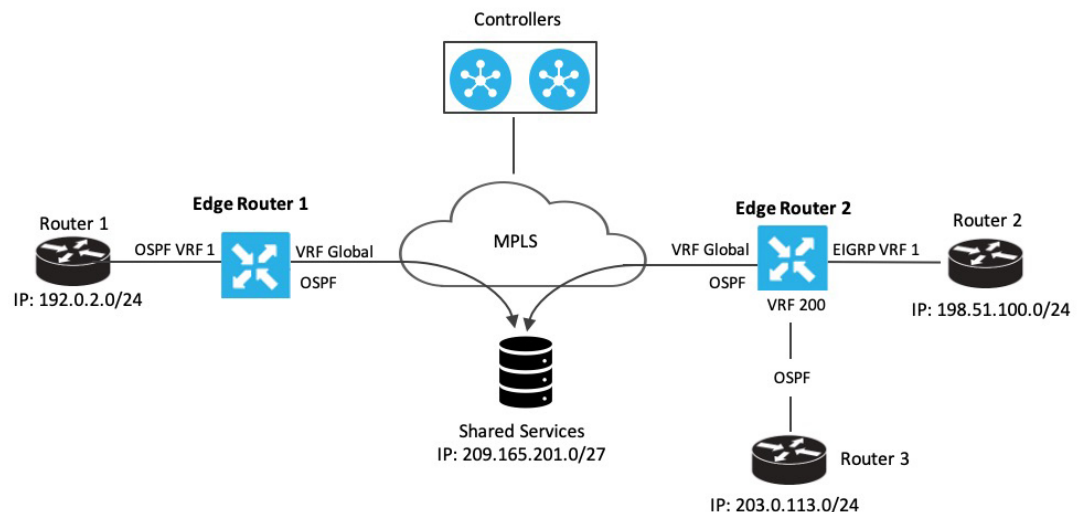 Controllers
Edge Router 1
Edge Router 2
Router 1
Router 2
OSPF VRF 1
VRF Global
MPLS
VRF Global
EIGRP VRF 1
OSPF
OSPF
IP: 192.0.2.0/24
VRF 200
IP: 198.51.100.0/24
OSPF
Shared Services
IP: 209.165.201.0/27
Router 3
IP: 203.0.113.0/24